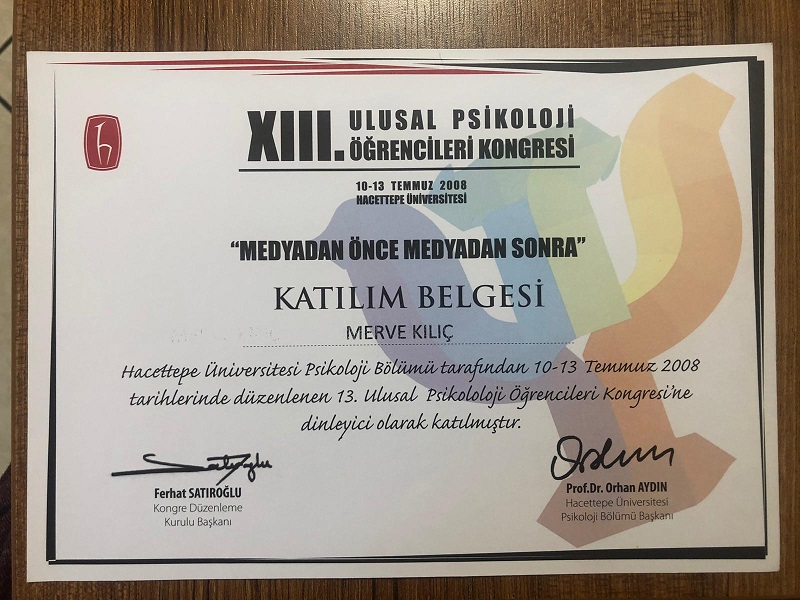 XIII. ULUSAL PSİKOLOJİ
ÖĞRENCİLERİ KONGRESİ
10-13 TEMMUZ 2008
HACETTEPE ÜNİVERSİTESİ
“MEDYADAN ÖNCE MEDYADAN SONRA”
KATILIM BELGESİ
MERVE KILIÇ
Hacettepe Üniversitesi Psikoloji Bölümü tarafından 10-13 Temmuz 2008
tarihlerinde düzenlenen 13. Ulusal Psikololoji Öğrencileri Kongresi’ne
dinleyici olarak katılmıştır.
Ferhat SATIROĞLU
Kongre Düzenleme
Kurulu Başkanı
Prof.Dr. Orhan AYDIN
Hacettepe Üniversitesi
Psikoloji Bölümü Başkanı